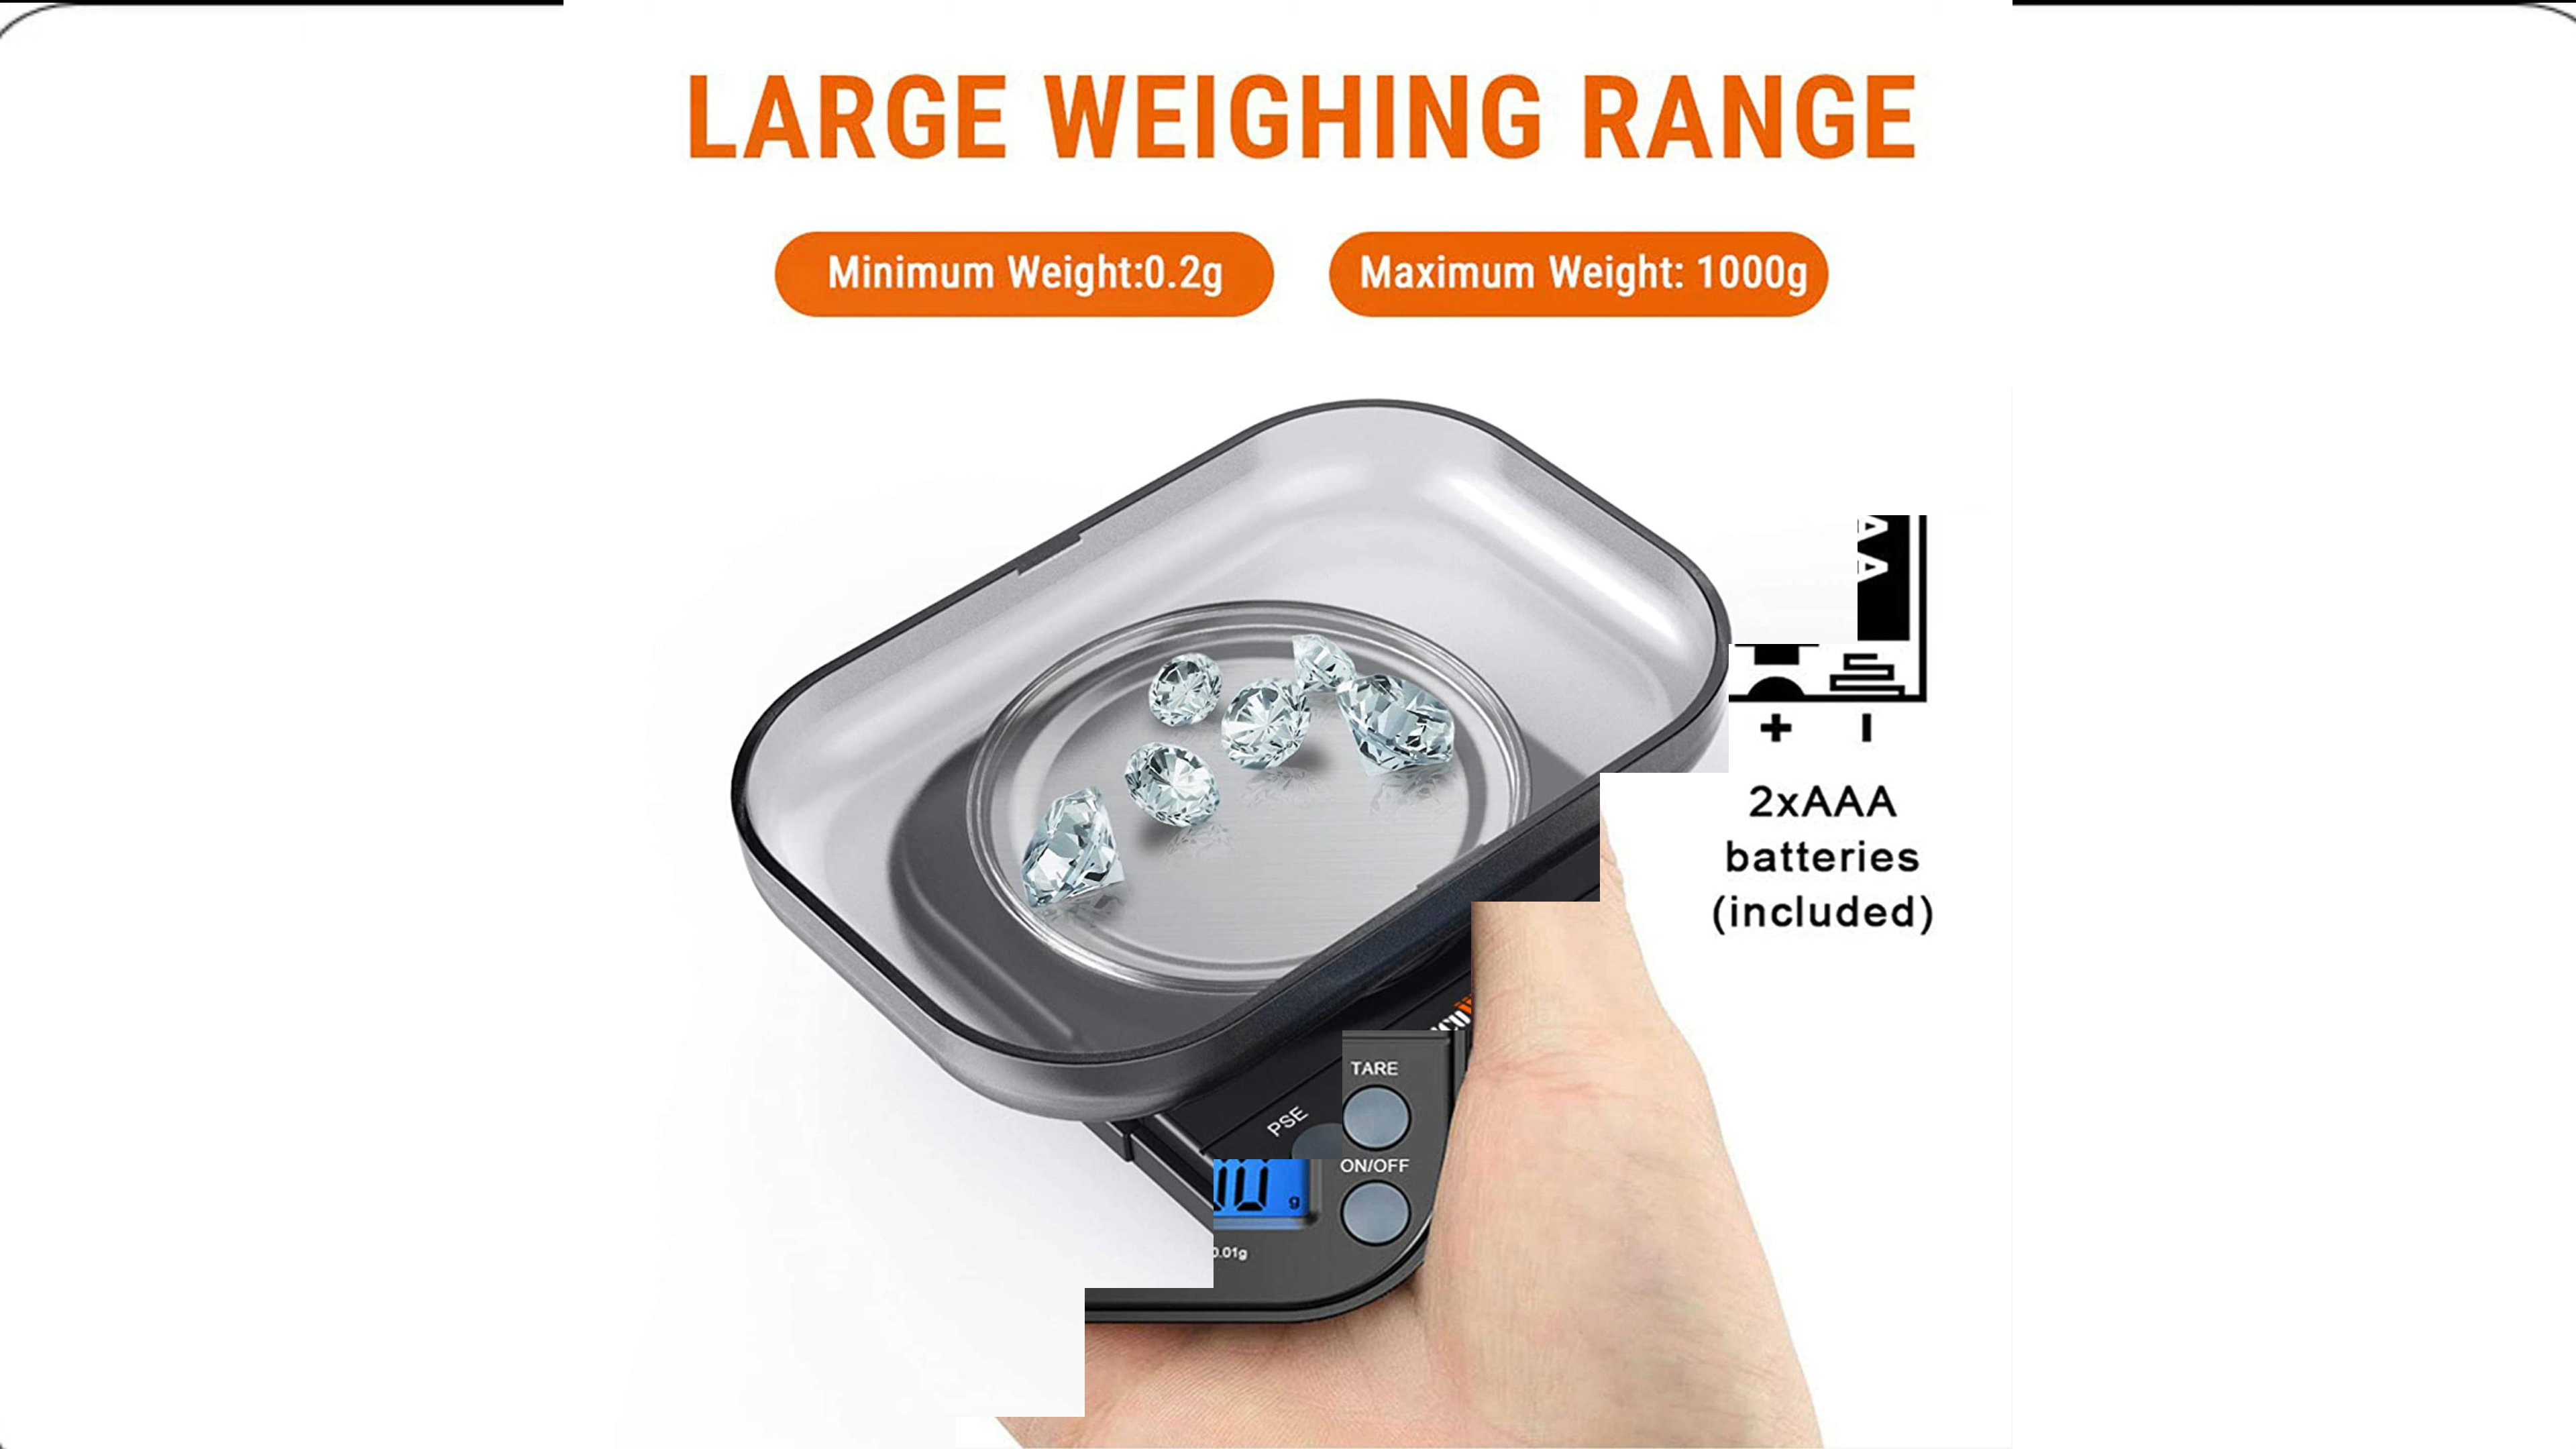 LARGE WEIGHING RANGE
Minimum Weight:0.2g
Maximum Weight: 1000g
+ -
2xAAA
batteries
(included)
TARE
PSE
ON/OFF
g
0.01g